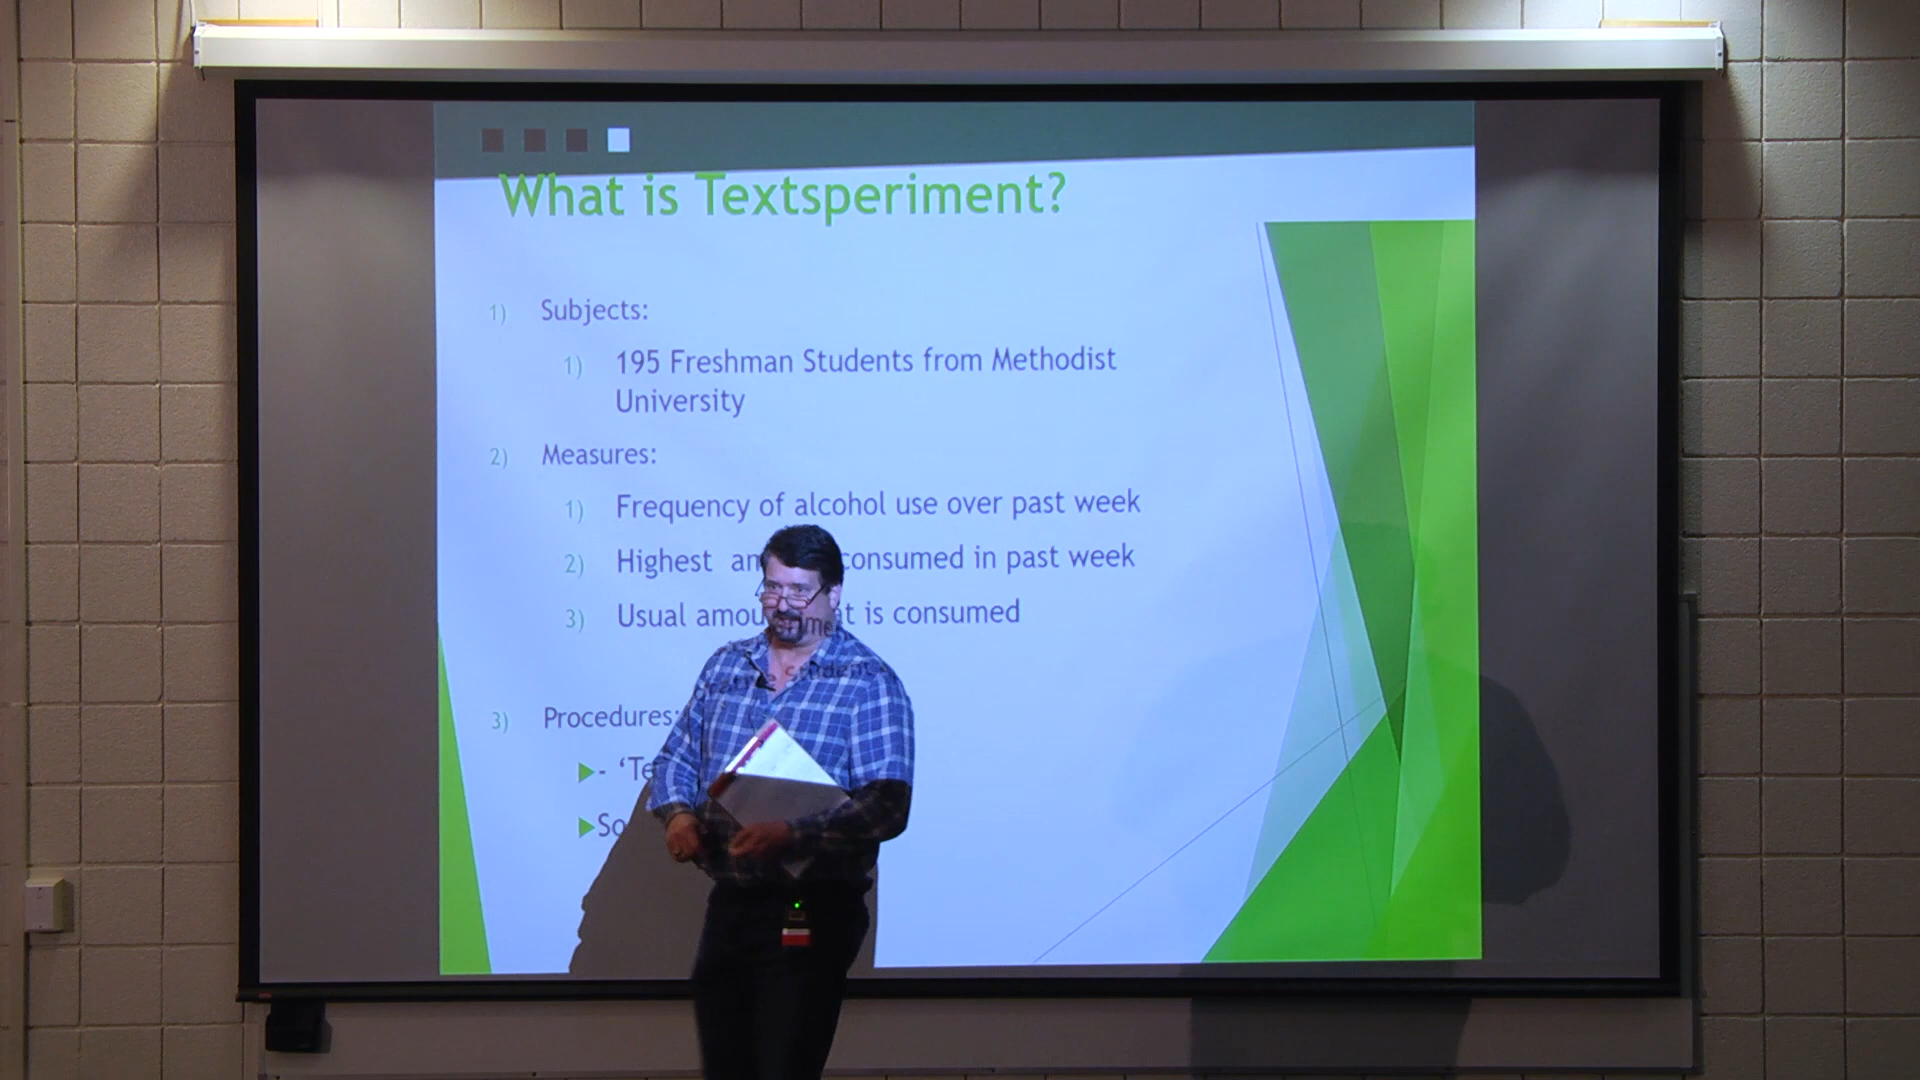 What is Textsperiment?
1) Subjects:
1) 195 Freshman Students from Methodist
University
2) Measures:
1) Frequency of alcohol use over past week
2) Highest consumed in past week
3) Usual is consumed
3) Procedures: